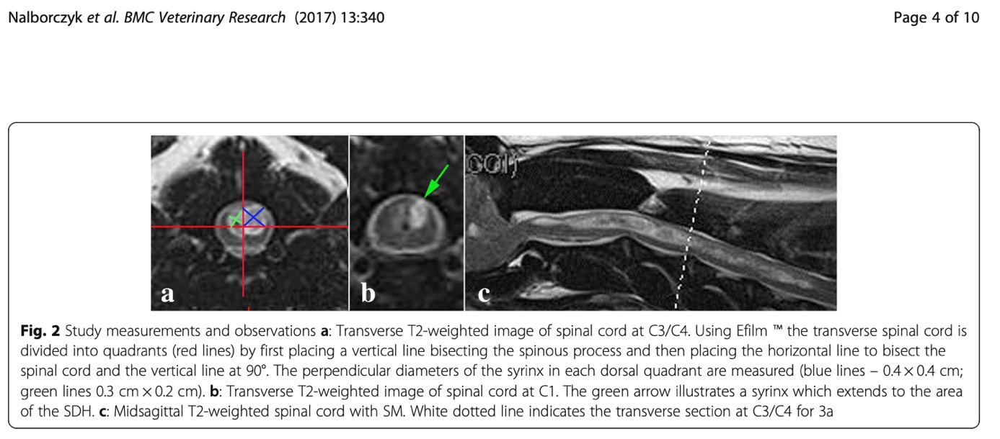 Nalborczyk et al. BMC Veterinary Research (2017) 13:340
Page 4 of 10
a
b
c
Fig. 2 Study measurements and observations a: Transverse T2-weighted image of spinal cord at C3/C4. Using Efilm ™ the transverse spinal cord is
divided into quadrants (red lines) by first placing a vertical line bisecting the spinous process and then placing the horizontal line to bisect the
spinal cord and the vertical line at 90°. The perpendicular diameters of the syrinx in each dorsal quadrant are measured (blue lines – 0.4 × 0.4 cm;
green lines 0.3 cm × 0.2 cm). b: Transverse T2-weighted image of spinal cord at C1. The green arrow illustrates a syrinx which extends to the area
of the SDH. c: Midsagittal T2-weighted spinal cord with SM. White dotted line indicates the transverse section at C3/C4 for 3a